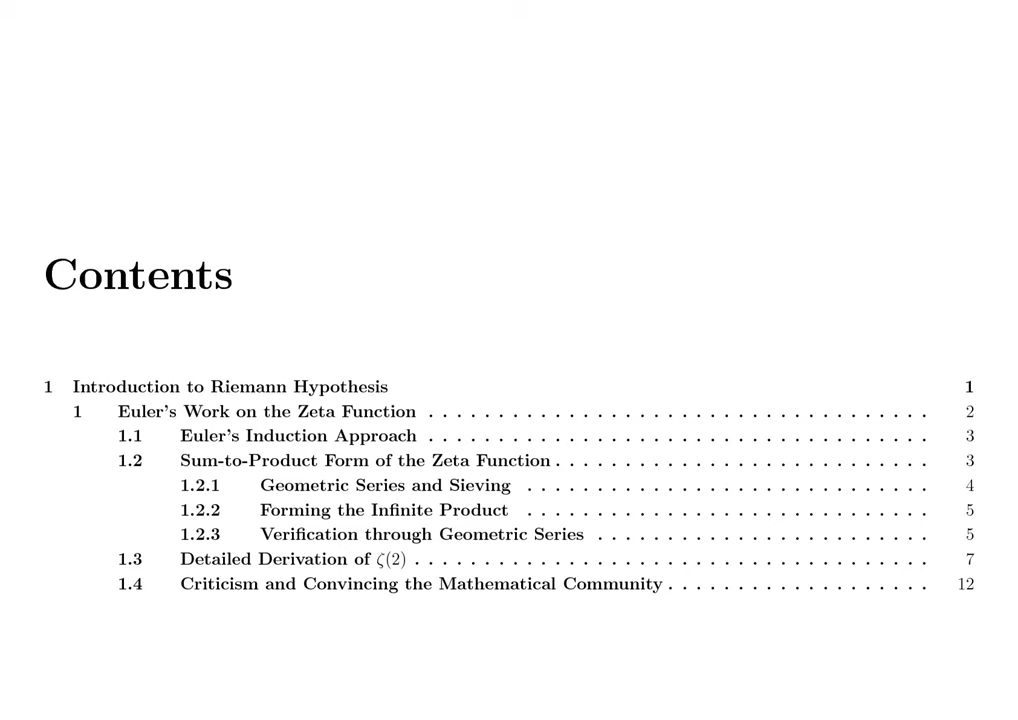 Contents
1 Introduction to Riemann Hypothesis 1
1 Euler's Work on the Zeta Function . . . . . . . . . . . . . . . . . . . . . . . . . . . . . . . . . . . . 2
1.1 Euler's Induction Approach . . . . . . . . . . . . . . . . . . . . . . . . . . . . . . . . . . . . 3
1.2 Sum-to-Product Form of the Zeta Function . . . . . . . . . . . . . . . . . . . . . . . . . . . 3
1.2.1 Geometric Series and Sieving . . . . . . . . . . . . . . . . . . . . . . . . . . . . . 4
1.2.2 Forming the Infinite Product . . . . . . . . . . . . . . . . . . . . . . . . . . . . . 5
1.2.3 Verification through Geometric Series . . . . . . . . . . . . . . . . . . . . . . . . 5
1.3 Detailed Derivation of ζ(2) . . . . . . . . . . . . . . . . . . . . . . . . . . . . . . . . . . . . . 7
1.4 Criticism and Convincing the Mathematical Community . . . . . . . . . . . . . . . . . . . 12